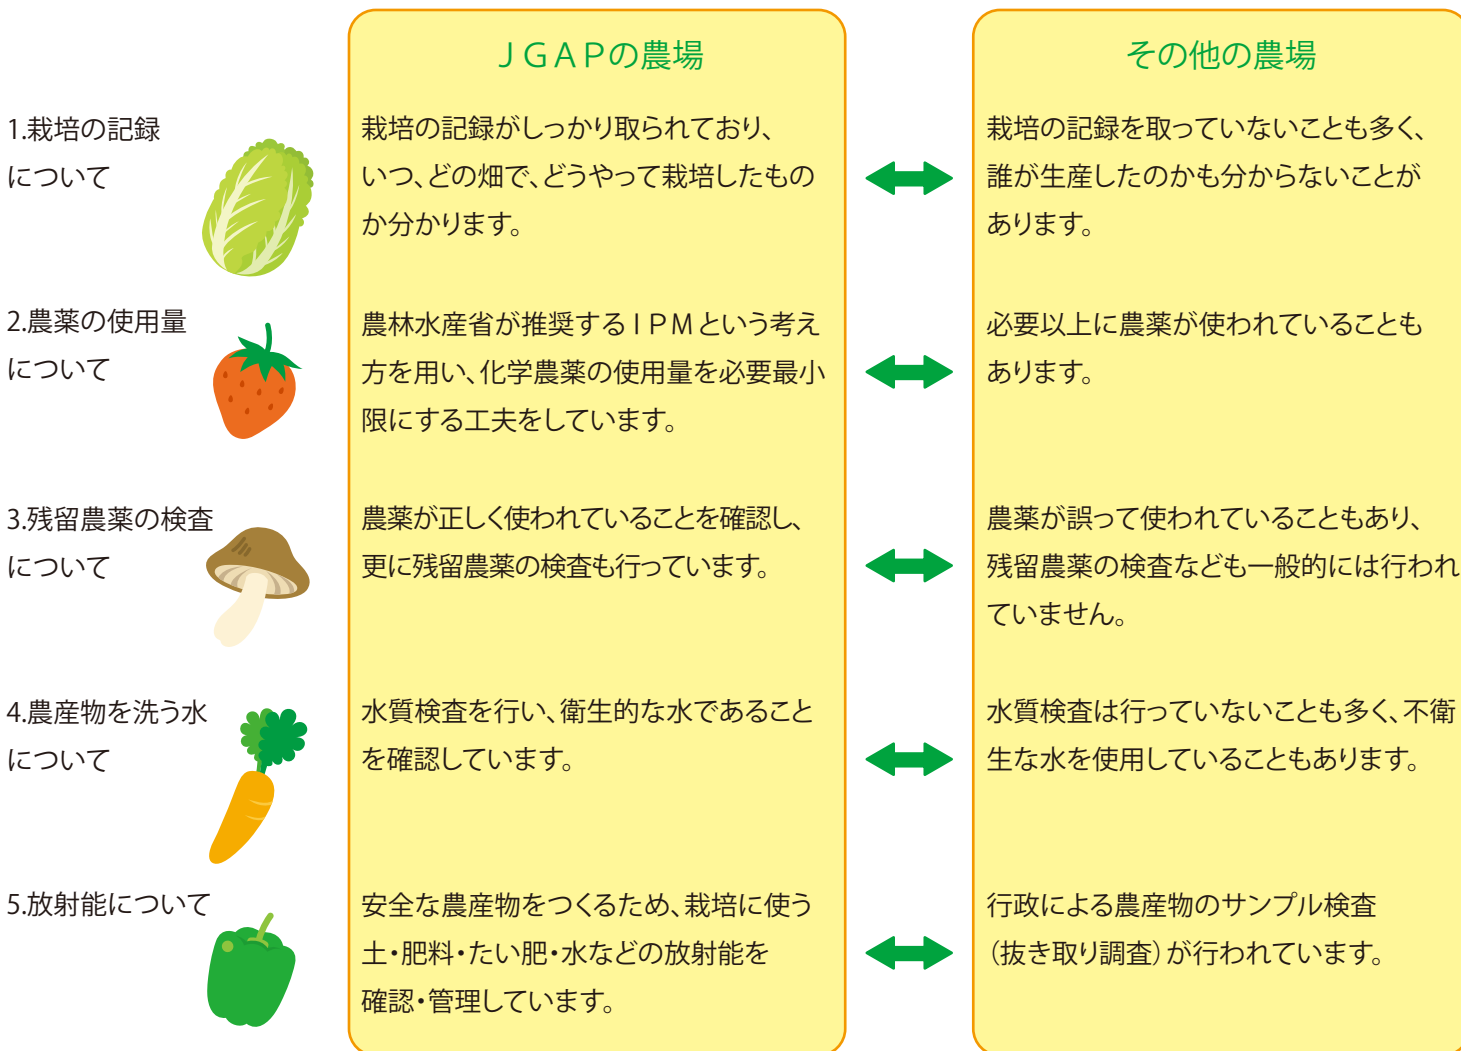 ＪＧＡＰの農場
その他の農場
1.栽培の記録
について
栽培の記録がしっかり取られており、
いつ、どの畑で、どうやって栽培したもの
か分かります。
栽培の記録を取っていないことも多く、
誰が生産したのかも分からないことが
あります。
2.農薬の使用量
について
農林水産省が推奨するＩＰＭという考え
方を用い、化学農薬の使用量を必要最小
限にする工夫をしています。
必要以上に農薬が使われていることも
あります。
3.残留農薬の検査
について
農薬が正しく使われていることを確認し、
更に残留農薬の検査も行っています。
農薬が誤って使われていることもあり、
残留農薬の検査なども一般的には行われ
ていません。
4.農産物を洗う水
について
水質検査を行い、衛生的な水であること
を確認しています。
水質検査は行っていないことも多く、不衛
生な水を使用していることもあります。
5.放射能について
安全な農産物をつくるため、栽培に使う
土・肥料・たい肥・水などの放射能を
確認・管理しています。
行政による農産物のサンプル検査
（抜き取り調査）が行われています。